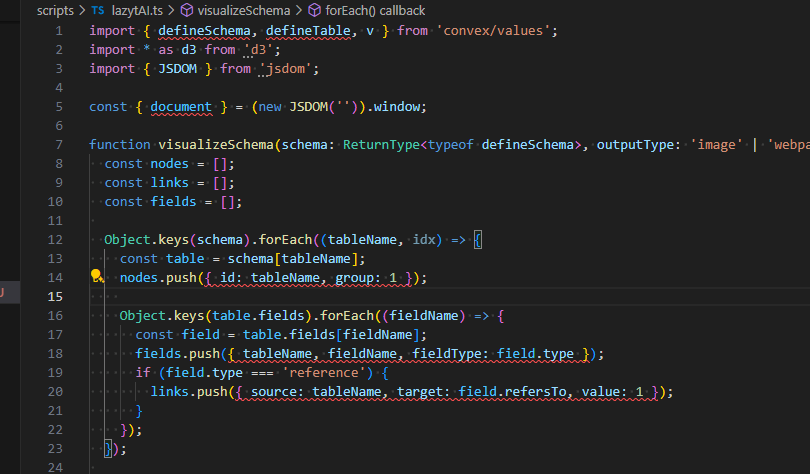 scripts > TS lazytAI.ts > visualizeSchema > forEach() callback
1 import { defineSchema, defineTable, v } from 'convex/values';
2 import * as d3 from 'd3';
3 import { JSDOM } from 'jsdom';
4
5 const { document } = (new JSDOM('')).window;
6
7 function visualizeSchema(schema: ReturnType<typeof defineSchema>, outputType: 'image' | 'webpa
8 const nodes = [];
9 const links = [];
10 const fields = [];
11
12 Object.keys(schema).forEach((tableName, idx) => {
13 const table = schema[tableName];
14 nodes.push({ id: tableName, group: 1 });
15
16 Object.keys(table.fields).forEach((fieldName) => {
17 const field = table.fields[fieldName];
18 fields.push({ tableName, fieldName, fieldType: field.type });
19 if (field.type === 'reference') {
20 links.push({ source: tableName, target: field.refersTo, value: 1 });
21 }
22 });
23 });
24